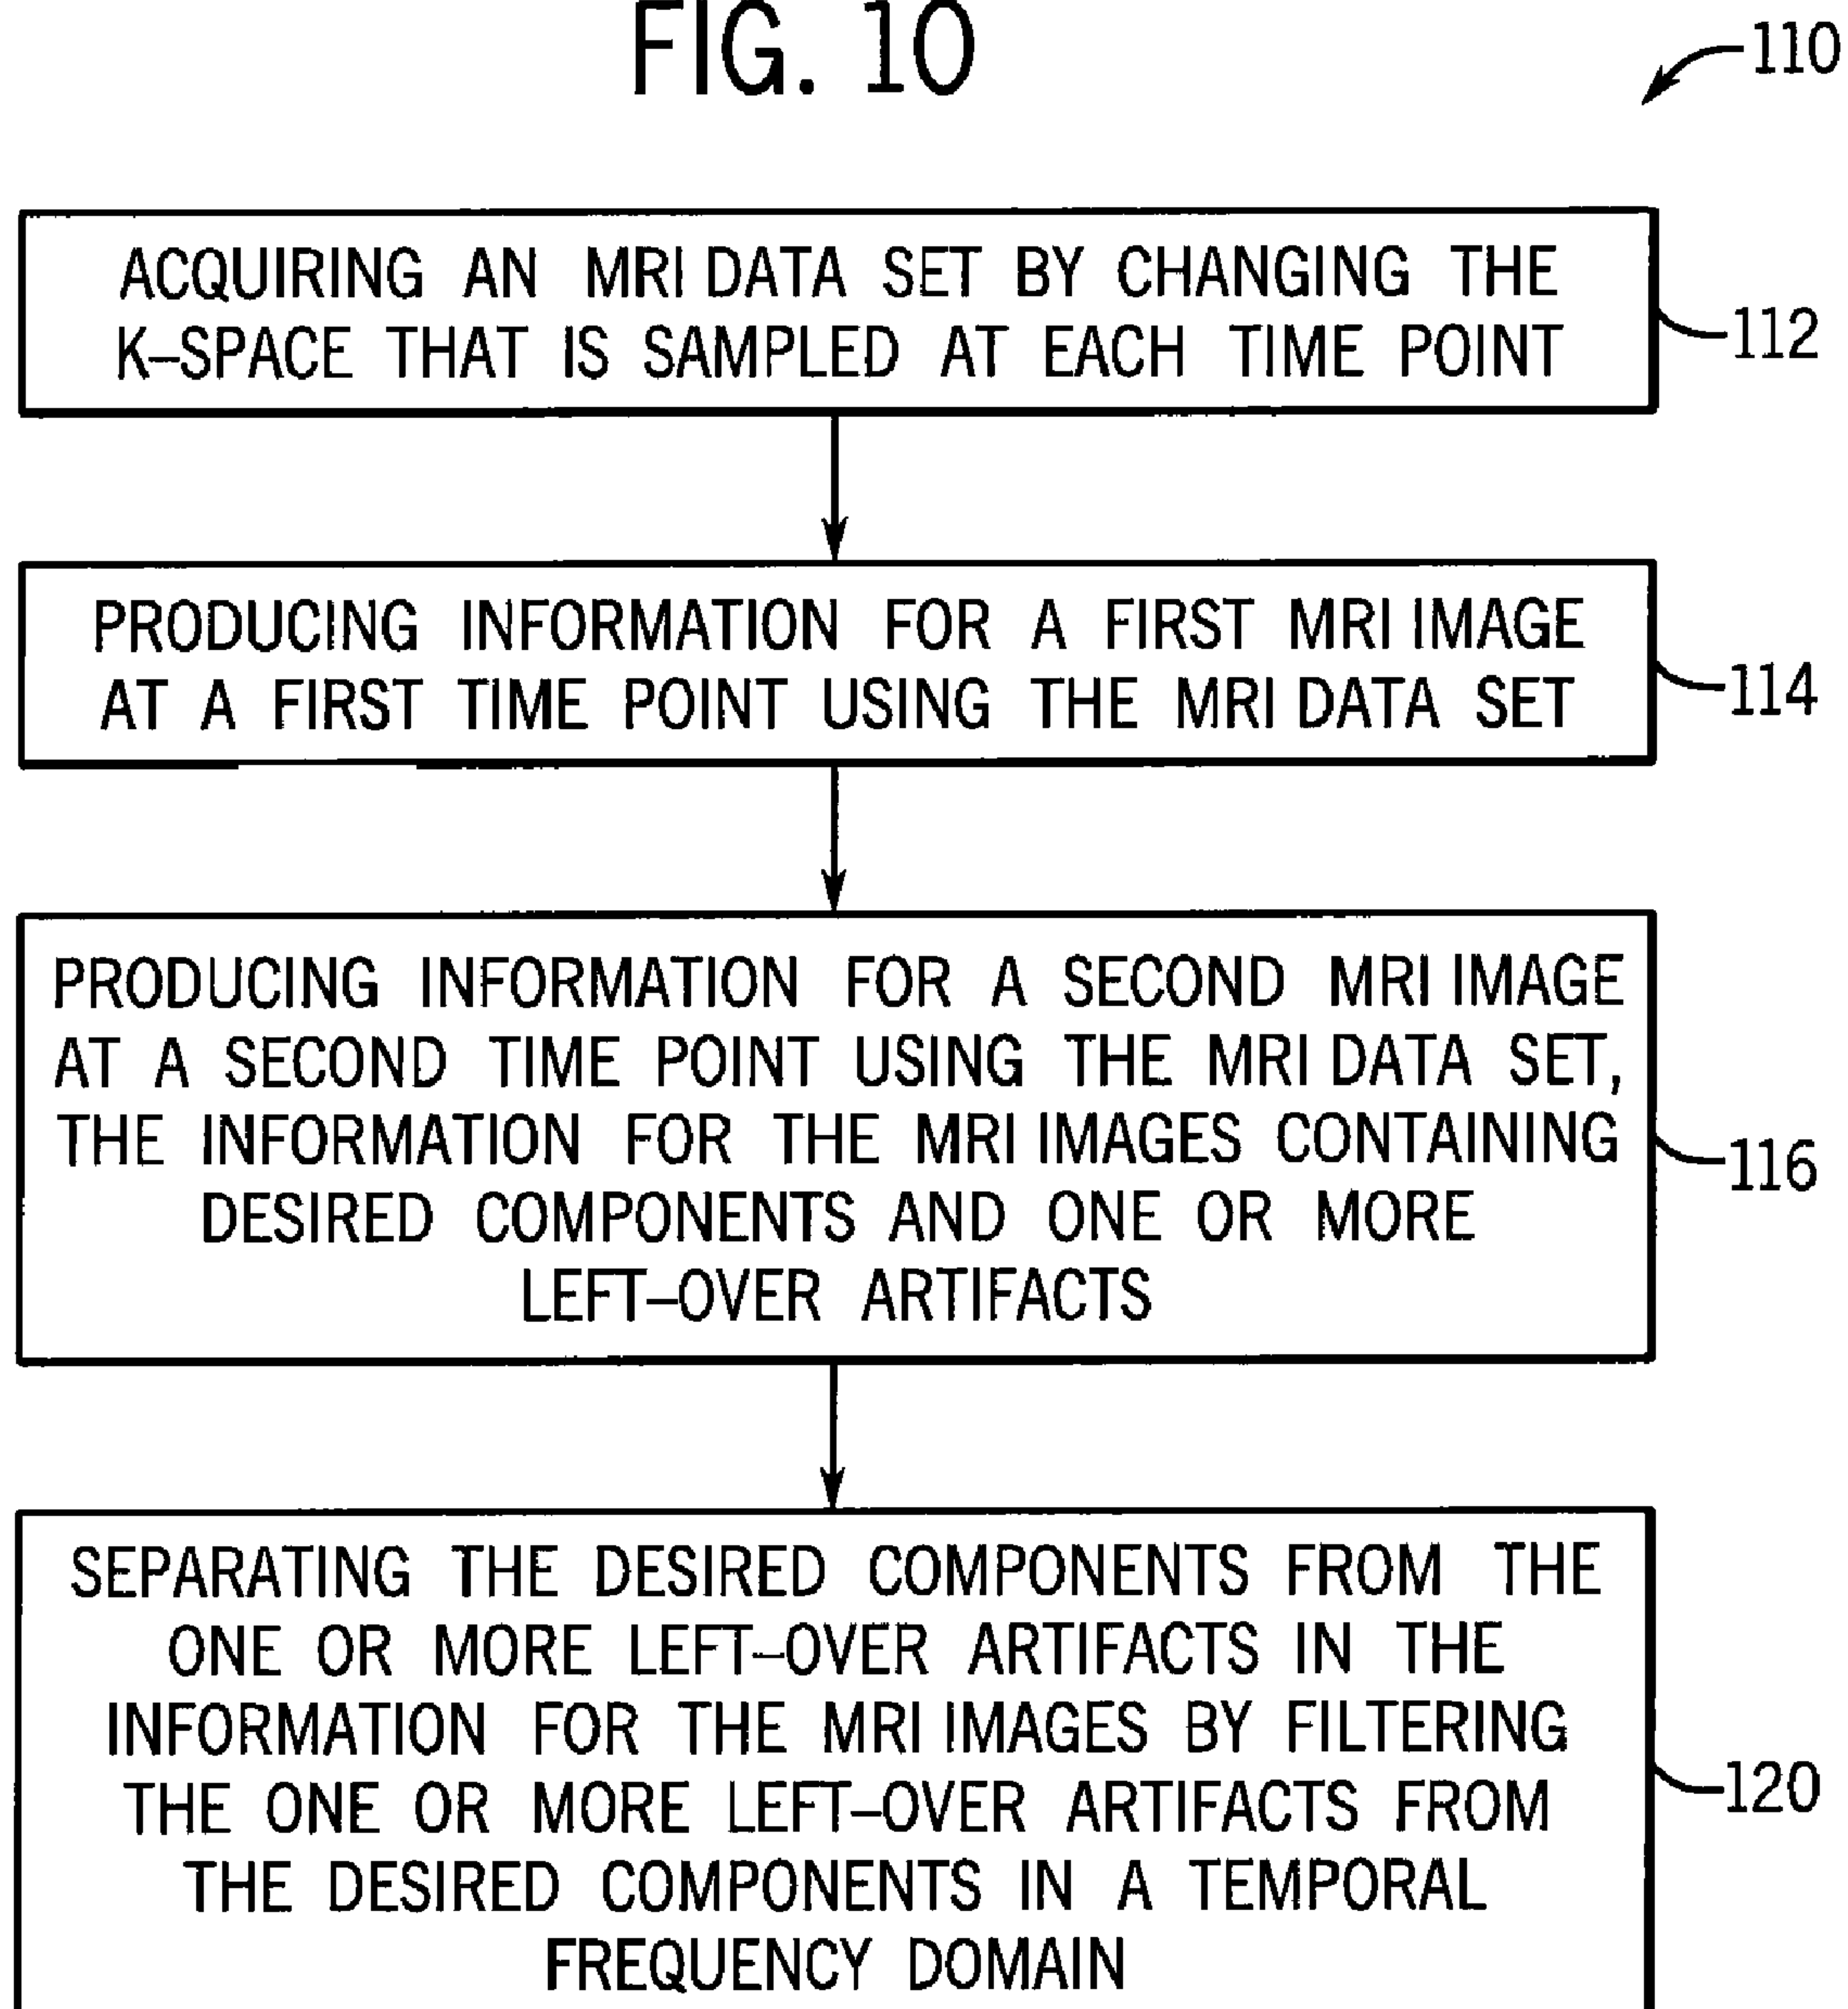 FIG. 10
110
ACQUIRING AN MRI DATA SET BY CHANGING THE
K-SPACE THAT IS SAMPLED AT EACH TIME POINT
112
PRODUCING INFORMATION FOR A FIRST MRI IMAGE
AT A FIRST TIME POINT USING THE MRI DATA SET
114
PRODUCING INFORMATION FOR A SECOND MRI IMAGE
AT A SECOND TIME POINT USING THE MRI DATA SET,
THE INFORMATION FOR THE MRI IMAGES CONTAINING
DESIRED COMPONENTS AND ONE OR MORE
LEFT-OVER ARTIFACTS
116
SEPARATING THE DESIRED COMPONENTS FROM THE
ONE OR MORE LEFT-OVER ARTIFACTS IN THE
INFORMATION FOR THE MRI IMAGES BY FILTERING
THE ONE OR MORE LEFT-OVER ARTIFACTS FROM
THE DESIRED COMPONENTS IN A TEMPORAL
FREQUENCY DOMAIN
120